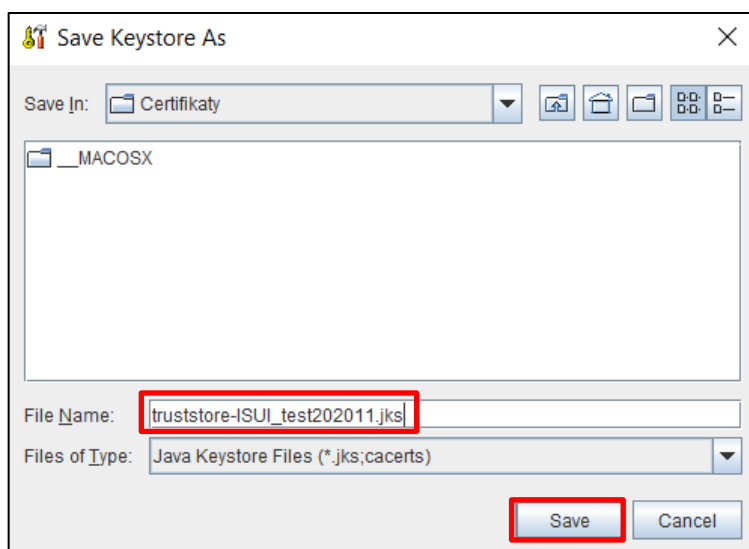 Save Keystore As
Save In: Certifikaty
__MACOSX
File Name: truststore-ISUI_test202011.jks
Files of Type: Java Keystore Files (*.jks;cacerts)
Save Cancel